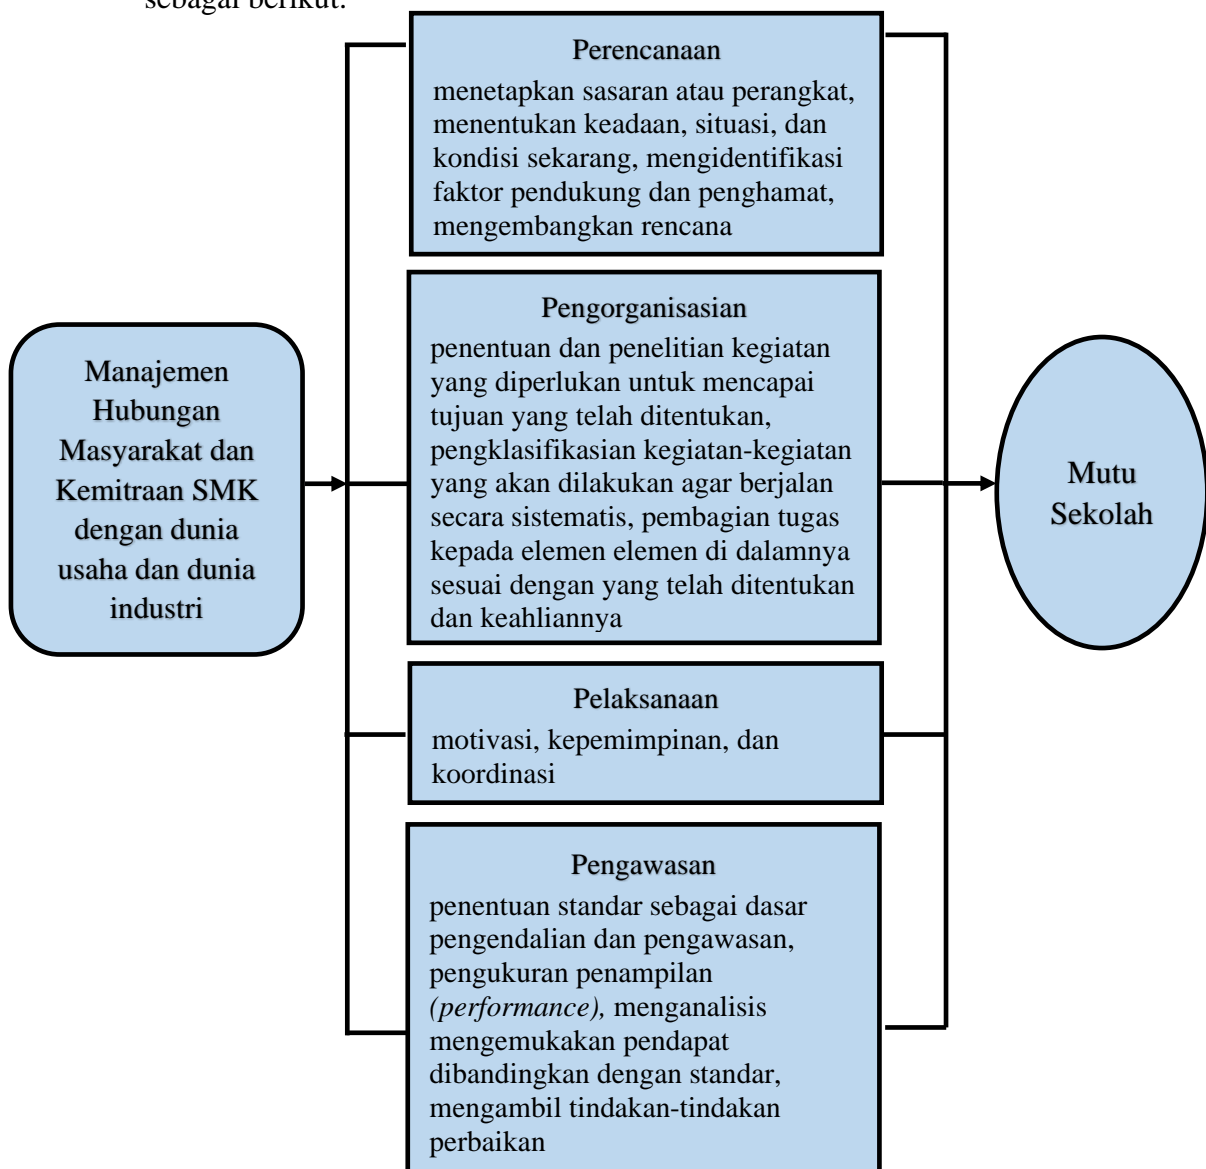 sebagai berikut:
Perencanaan
menetapkan sasaran atau perangkat,
menentukan keadaan, situasi, dan
kondisi sekarang, mengidentifikasi
faktor pendukung dan penghamat,
mengembangkan rencana
Pengorganisasian
penentuan dan penelitian kegiatan
yang diperlukan untuk mencapai
tujuan yang telah ditentukan,
pengklasifikasian kegiatan-kegiatan
yang akan dilakukan agar berjalan
secara sistematis, pembagian tugas
kepada elemen elemen di dalamnya
sesuai dengan yang telah ditentukan
dan keahliannya
Manajemen
Hubungan
Masyarakat dan
Kemitraan SMK
dengan dunia
usaha dan dunia
industri
Mutu
Sekolah
Pelaksanaan
motivasi, kepemimpinan, dan
koordinasi
Pengawasan
penentuan standar sebagai dasar
pengendalian dan pengawasan,
pengukuran penampilan
(performance), menganalisis
mengemukakan pendapat
dibandingkan dengan standar,
mengambil tindakan-tindakan
perbaikan